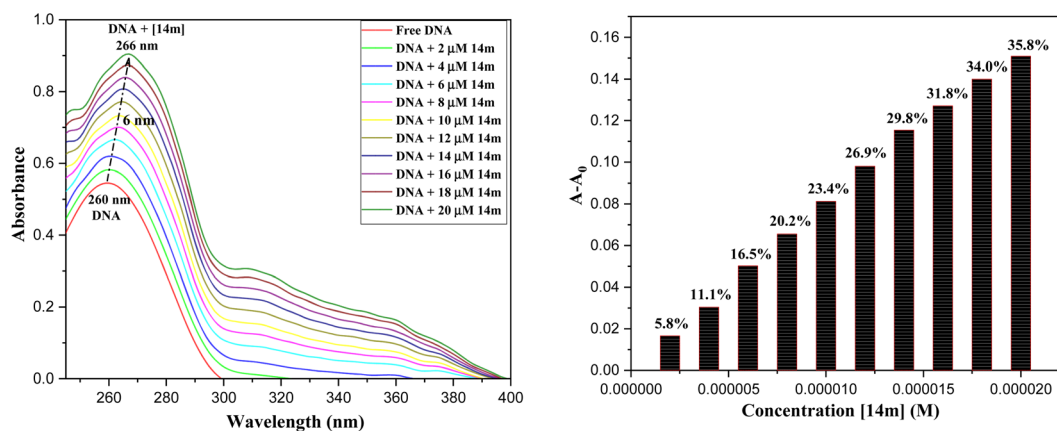 DNA + [14m]
266 nm
6 nm
260 nm
DNA
Free DNA
DNA + 2 μM 14m
DNA + 4 μM 14m
DNA + 6 μM 14m
DNA + 8 μM 14m
DNA + 10 μM 14m
DNA + 12 μM 14m
DNA + 14 μM 14m
DNA + 16 μM 14m
DNA + 18 μM 14m
DNA + 20 μM 14m
1.0
0.8
0.6
0.4
0.2
0.0
Absorbance
260 280 300 320 340 360 380 400
Wavelength (nm)
0.16
0.14
0.12
0.10
0.08
0.06
0.04
0.02
0.00
A-A₀
5.8%
11.1%
16.5%
20.2%
23.4%
26.9%
29.8%
31.8%
34.0%
35.8%
0.000000 0.000005 0.000010 0.000015 0.000020
Concentration [14m] (M)